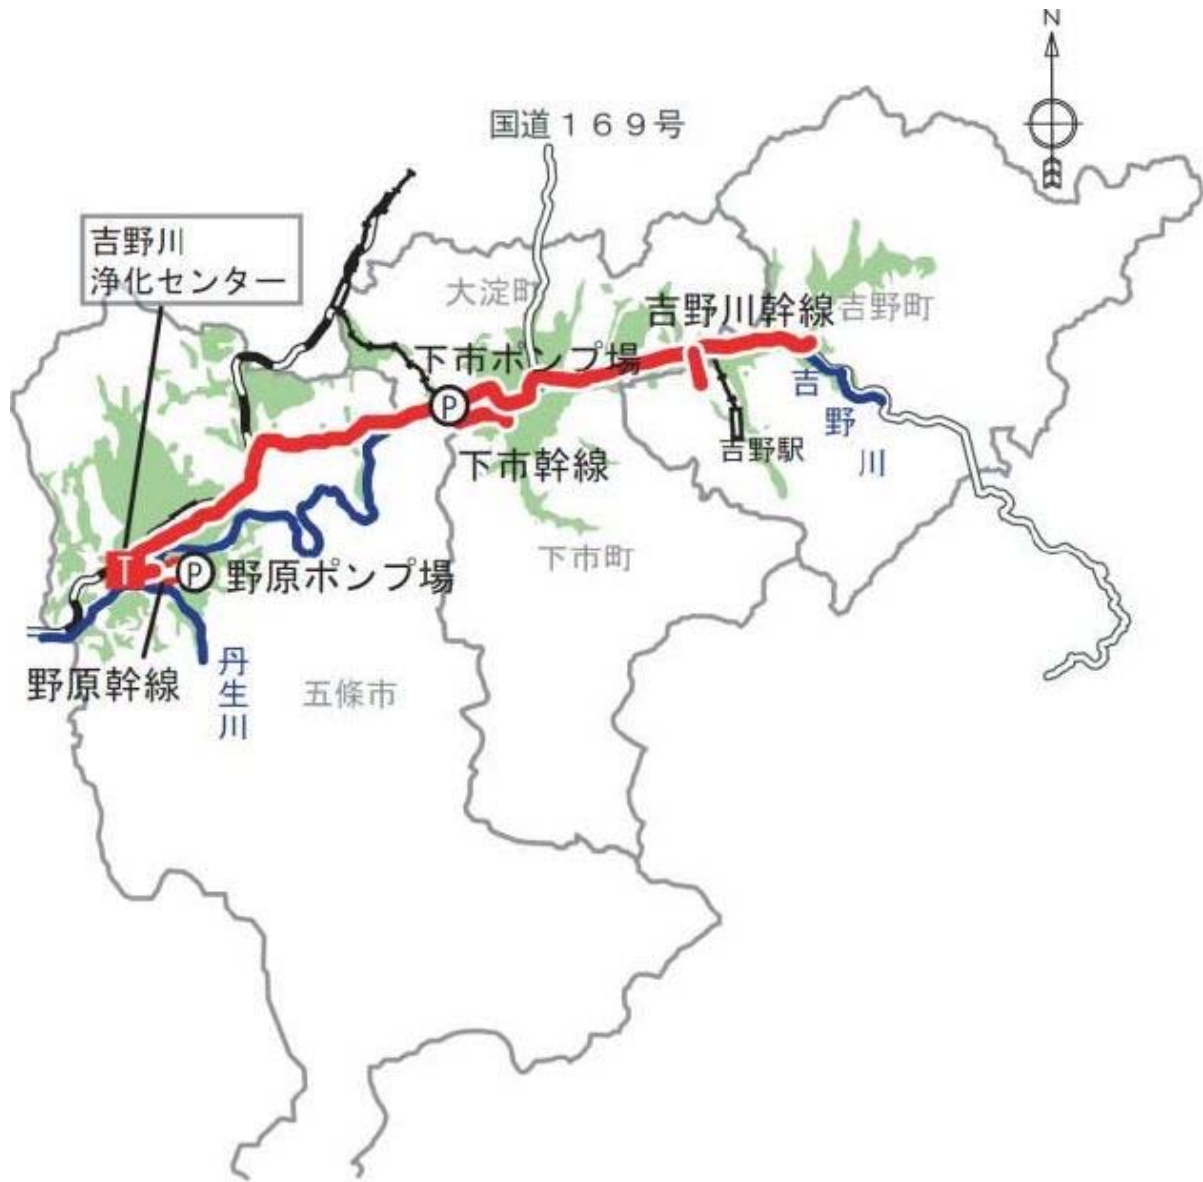 N
国道１６９号
吉野川
浄化センター
大淀町
吉野川幹線
吉野町
下市ポンプ場
P
吉野川
吉野駅
下市幹線
下市町
T
P
野原ポンプ場
野原幹線
丹生川
五條市